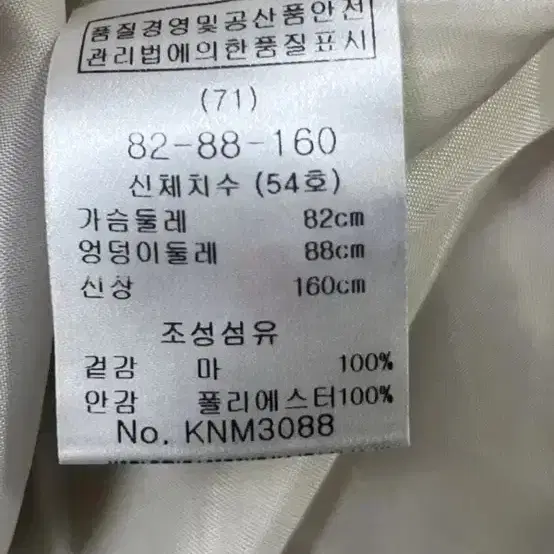 품질경영및공산품안전
관리법에의한품질표시
(71)
82-88-160
신체치수 (54호)
가슴둘레 82cm
엉덩이둘레 88cm
신상 160cm
조성섬유
겉감 마 100%
안감 폴리에스터100%
No. KNM3088